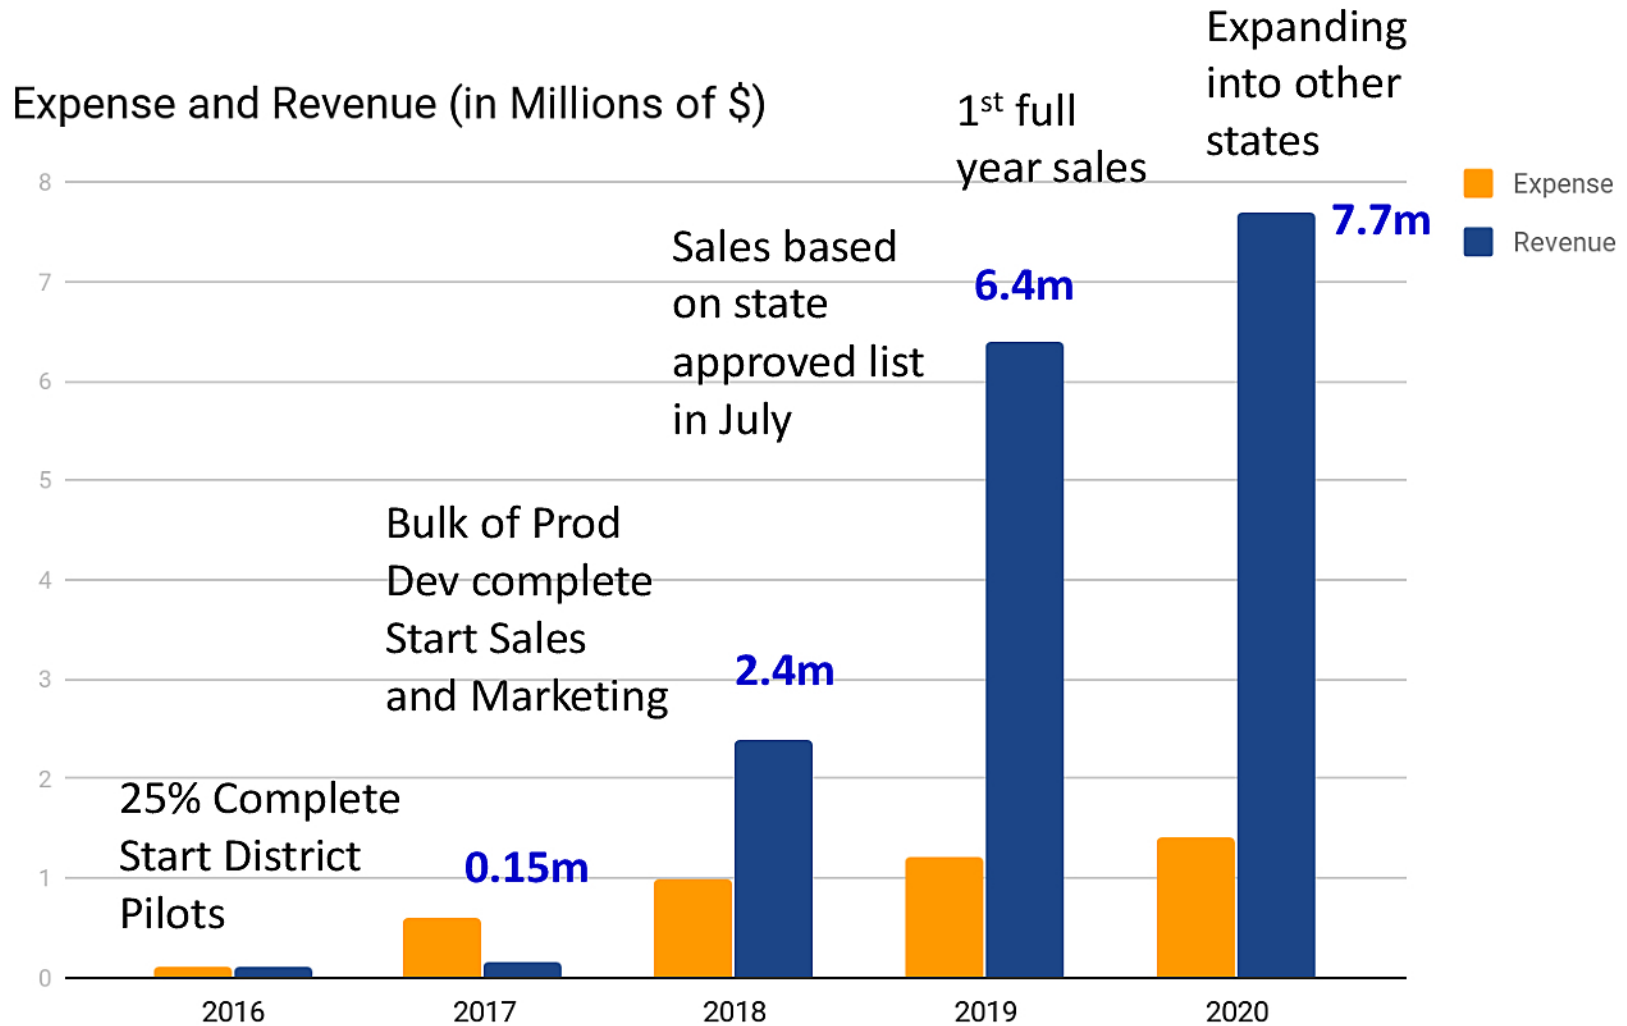 Expense and Revenue (in Millions of $)
Expanding
into other
states
1st full
year sales
Expense
Revenue
7.7m
6.4m
Sales based
on state
approved list
in July
Bulk of Prod
Dev complete
Start Sales
and Marketing
2.4m
25% Complete
Start District
Pilots
0.15m
8
7
6
5
4
3
2
1
0
2016
2017
2018
2019
2020